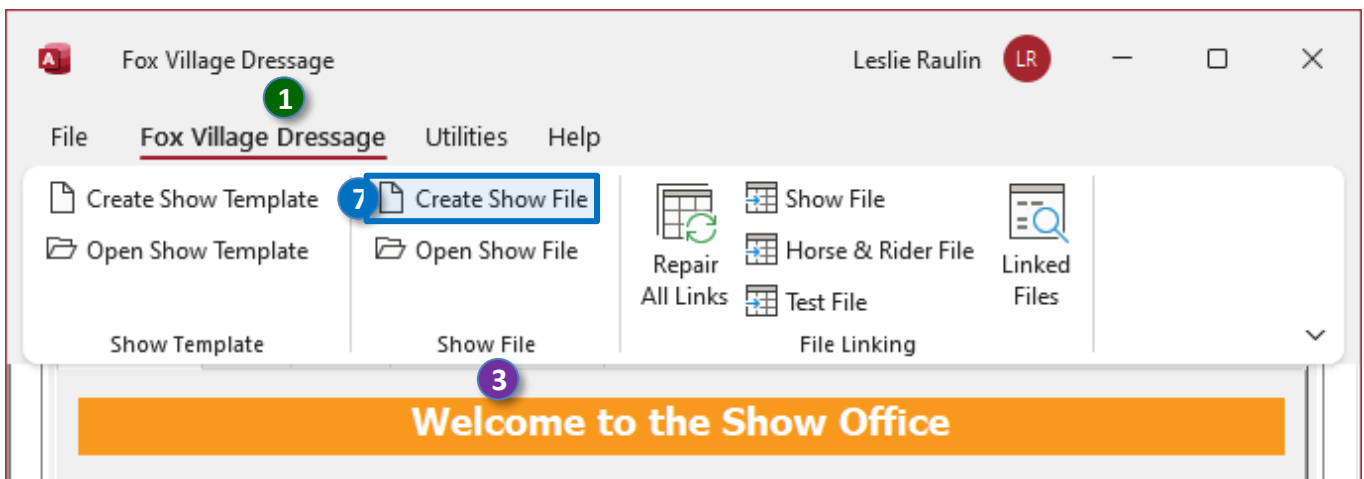 A Fox Village Dressage Leslie Raulin LR
1
File Fox Village Dressage Utilities Help
Create Show Template 7 Create Show File Show File
Open Show Template Open Show File Horse & Rider File
Repair All Links Test File Linked Files
Show Template Show File File Linking
3
Welcome to the Show Office